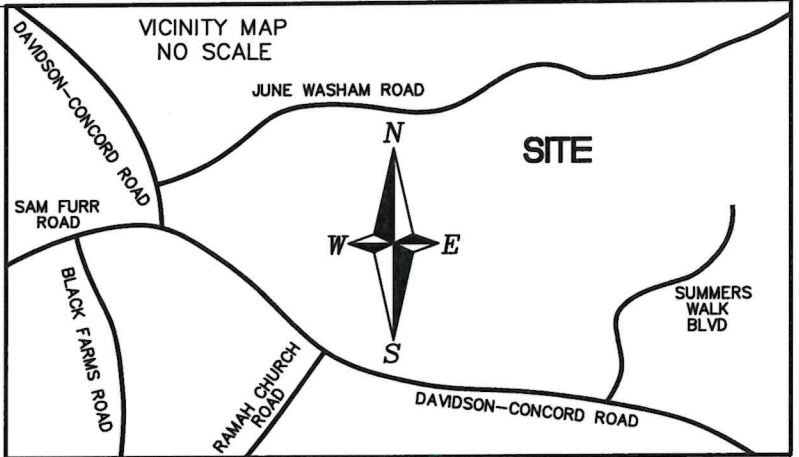 VICINITY MAP
NO SCALE
DAVIDSON-CONCORD ROAD
JUNE WASHAM ROAD
N
SITE
SAM FURR
ROAD
W
E
BLACK FARMS ROAD
SUMMERS
WALK
BLVD
S
RAMAH CHURCH
ROAD
DAVIDSON-CONCORD ROAD